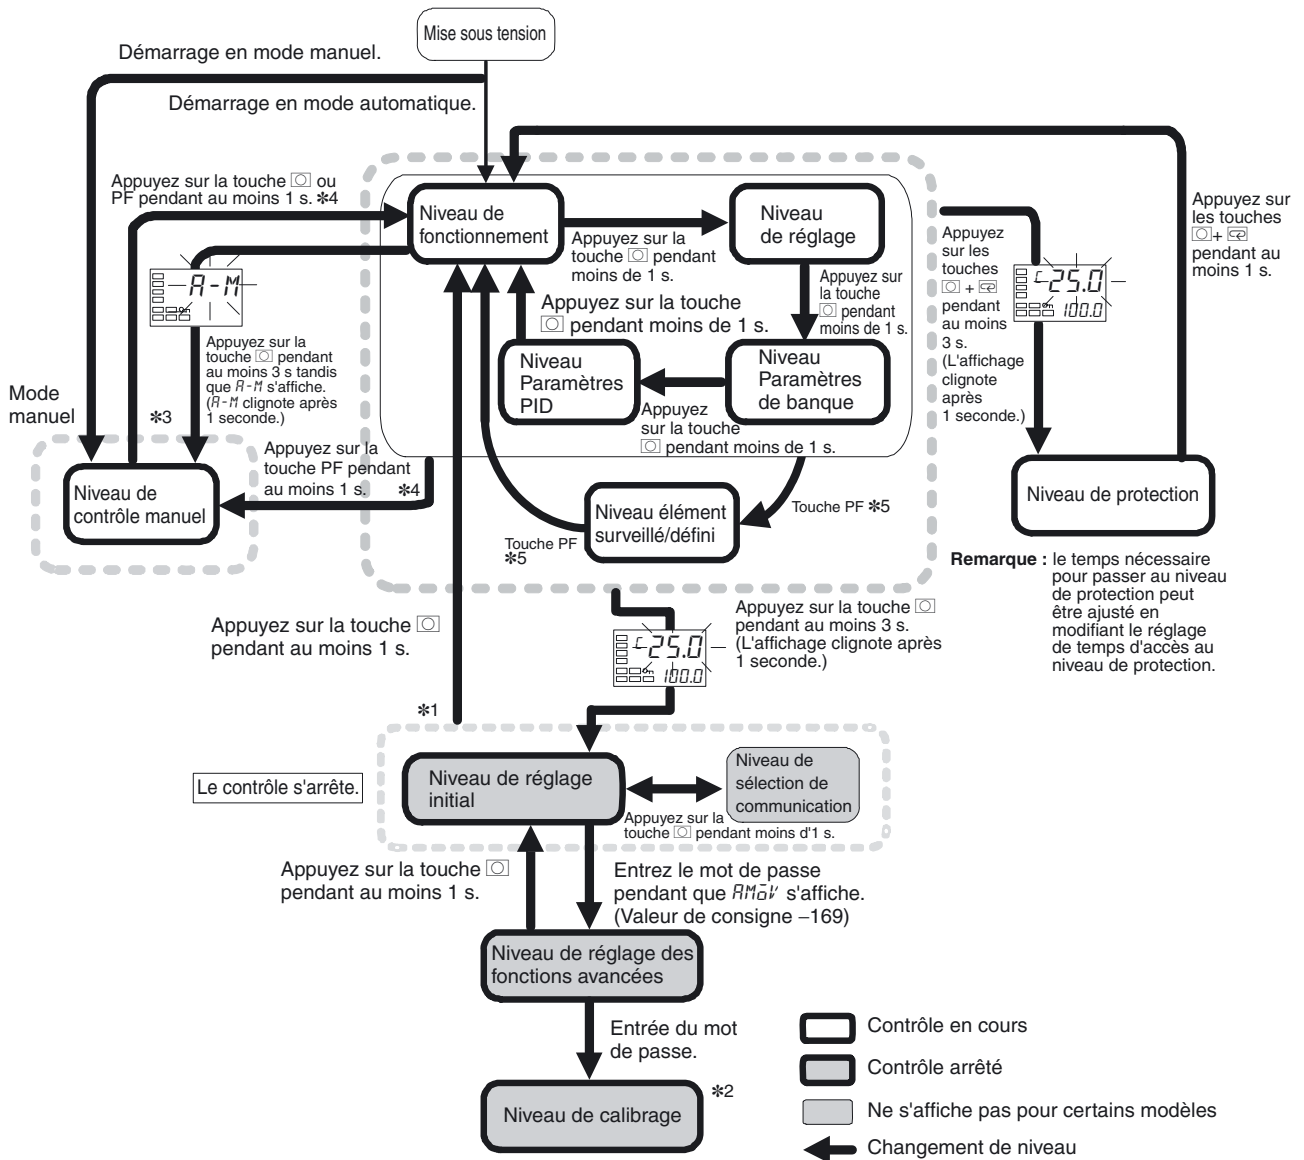 Mise sous tension
Démarrage en mode manuel.
Démarrage en mode automatique.
Appuyez sur la touche ou
PF pendant au moins 1 s. *4
Niveau de
fonctionnement
Appuyez sur la
touche pendant
moins de 1 s.
Niveau
de réglage
Appuyez sur
la touche
pendant
moins de 1 s.
Appuyez sur la touche
pendant moins de 1 s.
Niveau
Paramètres
PID
Niveau
Paramètres
de banque
Appuyez
sur la touche
pendant moins de 1 s.
A-M
Appuyez sur la
touche pendant
au moins 3 s tandis
que A-M s'affiche.
(A-M clignote après
1 seconde.)
*3
Mode
manuel
Niveau de
contrôle manuel
Appuyez sur la
touche PF pendant
au moins 1 s. *4
Niveau élément
surveillé/défini
Touche PF *5
Touche PF
*5
Appuyez
sur les
touches
+
pendant
au moins
3 s.
(L'affichage
clignote
après
1 seconde.)
C 25.0
100.0
Appuyez sur
les touches
+
pendant au
moins 1 s.
Niveau de protection
Remarque : le temps nécessaire
pour passer au niveau
de protection peut
être ajusté en
modifiant le réglage
de temps d'accès au
niveau de protection.
Appuyez sur la touche
pendant au moins 1 s.
*1
C 25.0
100.0
Appuyez sur la touche
pendant au moins 3 s.
(L'affichage clignote après
1 seconde.)
Le contrôle s'arrête.
Niveau de réglage
initial
Niveau de
sélection de
communication
Appuyez sur la
touche pendant moins d'1 s.
Appuyez sur la touche
pendant au moins 1 s.
Entrez le mot de passe
pendant que AMoV s'affiche.
(Valeur de consigne –169)
Niveau de réglage des
fonctions avancées
Entrée du mot
de passe.
Niveau de calibrage
*2
Contrôle en cours
Contrôle arrêté
Ne s'affiche pas pour certains modèles
Changement de niveau